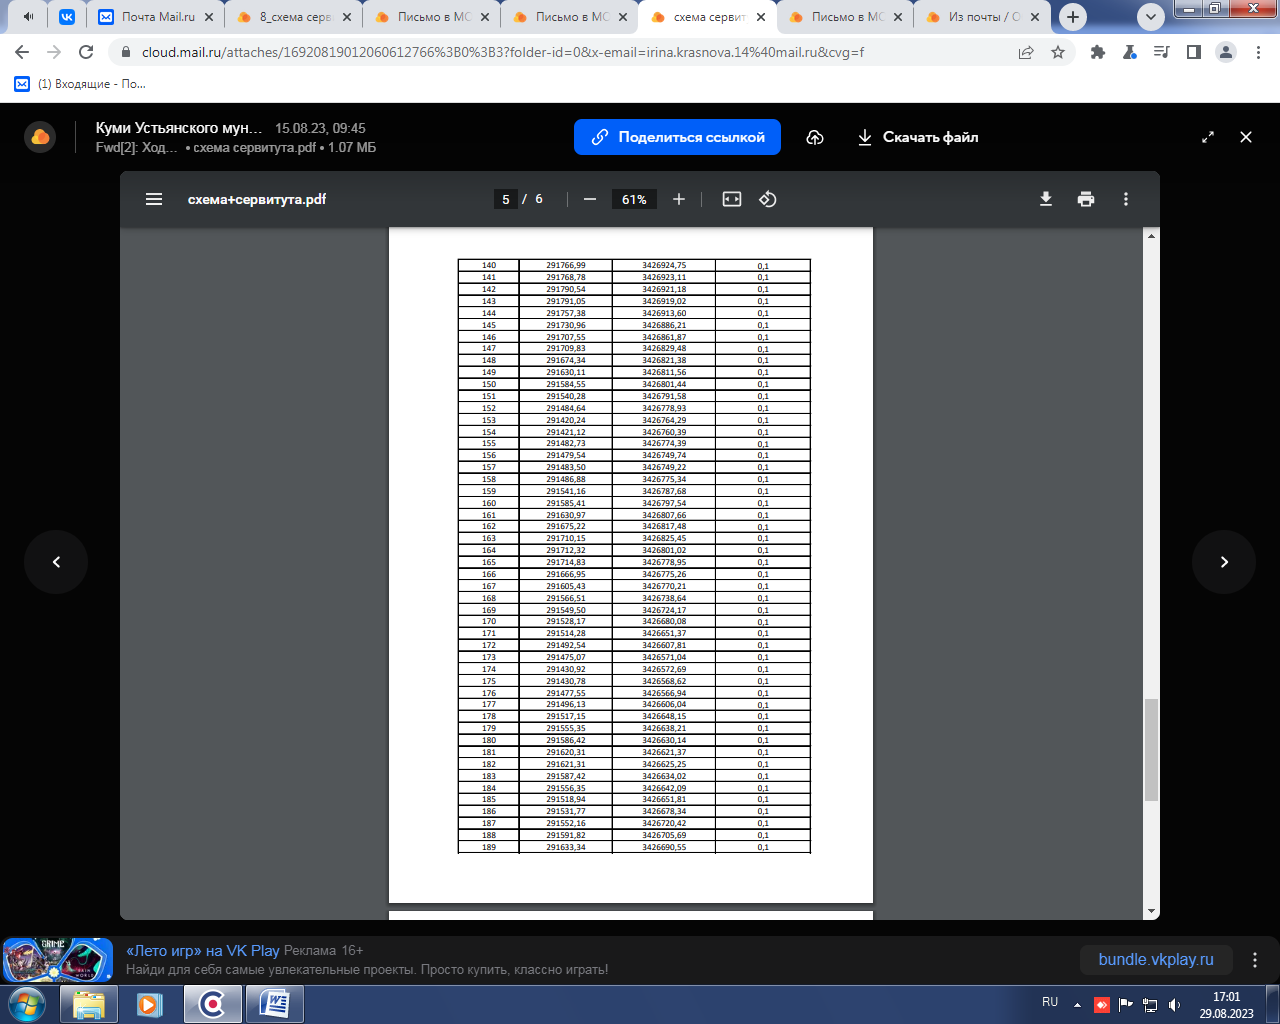 Почта Mail.ru
8_схема серв
Письмо в МС
Письмо в МС
схема сервит
Письмо в МС
Из почты / О
cloud.mail.ru/attaches/16920819012060612766%3B0%3B3?folder-id=0&x-email=irina.krasnova.14%40mail.ru&cvg=f
(1) Входящие - По...
Куми Устьянского мун... 15.08.23, 09:45
Fwd[2]: Ход... • схема сервитута.pdf • 1.07 МБ
Поделиться ссылкой
Скачать файл
схема+сервитута.pdf
5 / 6
61%
140 291766,99 3426924,75 0,1
141 291768,78 3426923,11 0,1
142 291790,54 3426921,18 0,1
143 291791,05 3426919,02 0,1
144 291757,38 3426913,60 0,1
145 291730,96 3426886,21 0,1
146 291707,55 3426861,87 0,1
147 291709,83 3426829,48 0,1
148 291674,34 3426821,38 0,1
149 291630,11 3426811,56 0,1
150 291584,55 3426801,44 0,1
151 291540,28 3426791,58 0,1
152 291484,64 3426778,93 0,1
153 291420,24 3426764,29 0,1
154 291421,12 3426760,39 0,1
155 291482,73 3426774,39 0,1
156 291479,54 3426749,74 0,1
157 291483,50 3426749,22 0,1
158 291486,88 3426775,34 0,1
159 291541,16 3426787,68 0,1
160 291585,41 3426797,54 0,1
161 291630,97 3426807,66 0,1
162 291675,22 3426817,48 0,1
163 291710,15 3426825,45 0,1
164 291712,32 3426801,02 0,1
165 291714,83 3426778,95 0,1
166 291666,95 3426775,26 0,1
167 291605,43 3426770,21 0,1
168 291566,51 3426738,64 0,1
169 291549,50 3426724,17 0,1
170 291528,17 3426680,08 0,1
171 291514,28 3426651,37 0,1
172 291492,54 3426607,81 0,1
173 291475,07 3426571,04 0,1
174 291430,92 3426572,69 0,1
175 291430,78 3426568,62 0,1
176 291477,55 3426566,94 0,1
177 291496,13 3426606,04 0,1
178 291517,15 3426648,15 0,1
179 291555,35 3426638,21 0,1
180 291586,42 3426630,14 0,1
181 291620,31 3426621,37 0,1
182 291621,31 3426625,25 0,1
183 291587,42 3426634,02 0,1
184 291556,35 3426642,09 0,1
185 291518,94 3426651,81 0,1
186 291531,77 3426678,34 0,1
187 291552,16 3426720,42 0,1
188 291591,82 3426705,69 0,1
189 291633,34 3426690,55 0,1
«Лето игр» на VK Play Реклама 16+
Найди для себя самые увлекательные проекты. Просто купить, классно играть!
bundle.vkplay.ru
RU
17:01
29.08.2023